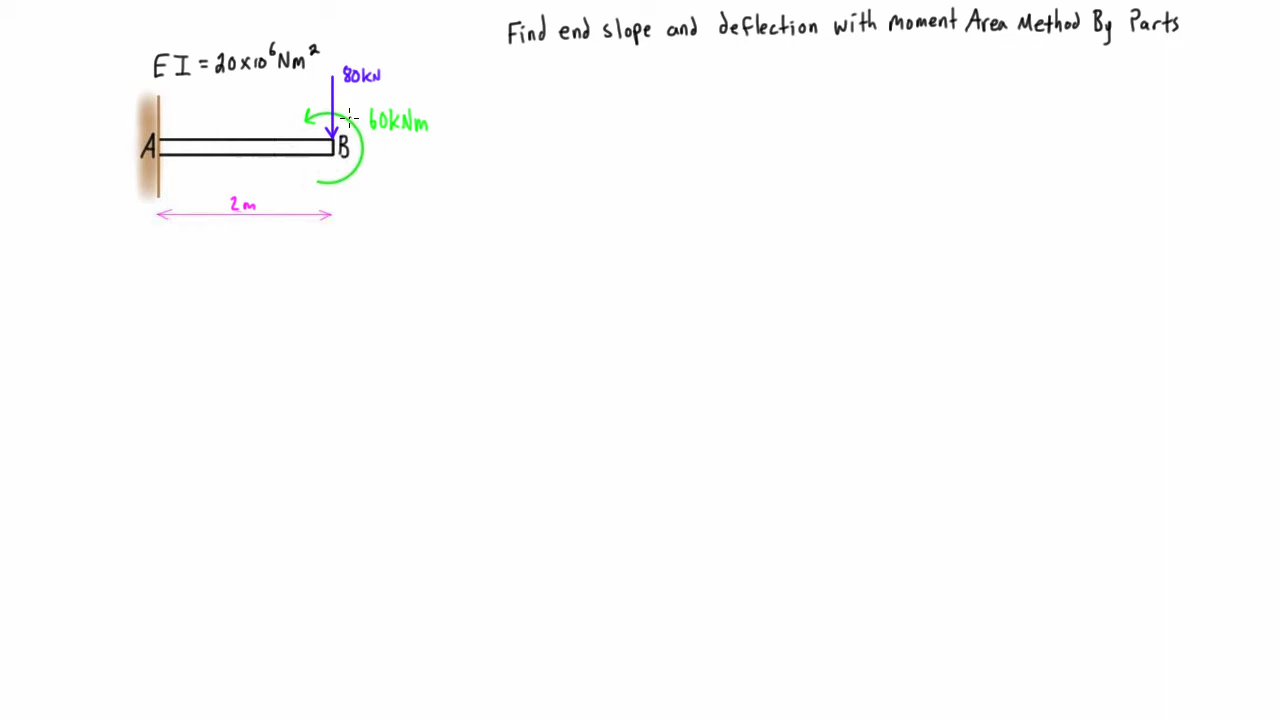 Find end slope and deflection with moment Area Method By Parts
EI = 20x10⁶Nm²
80kN
60kNm
A
B
2m